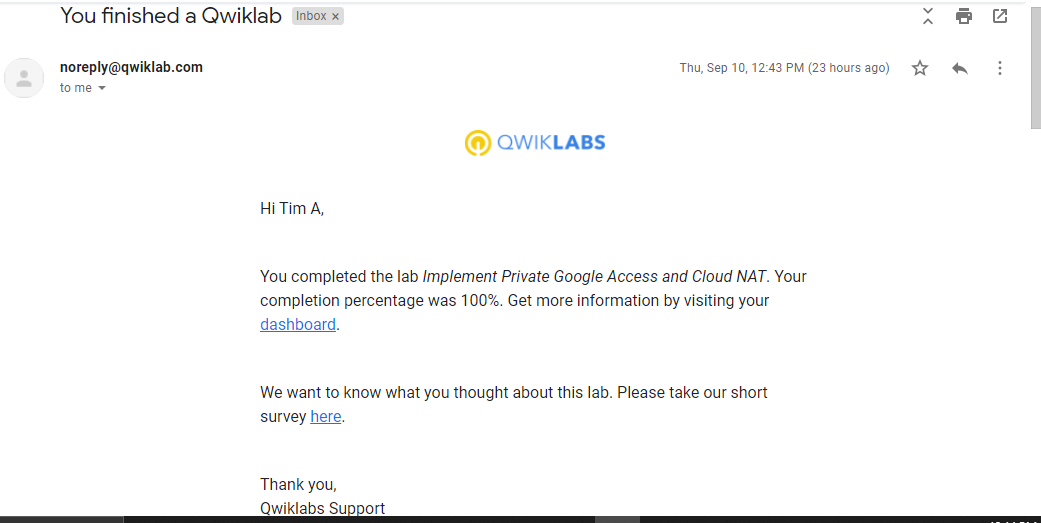 You finished a Qwiklab Inbox x
noreply@qwiklab.com Thu, Sep 10, 12:43 PM (23 hours ago)
to me
QWIKLABS
Hi Tim A,
You completed the lab Implement Private Google Access and Cloud NAT. Your
completion percentage was 100%. Get more information by visiting your
dashboard.
We want to know what you thought about this lab. Please take our short
survey here.
Thank you,
Qwiklabs Support